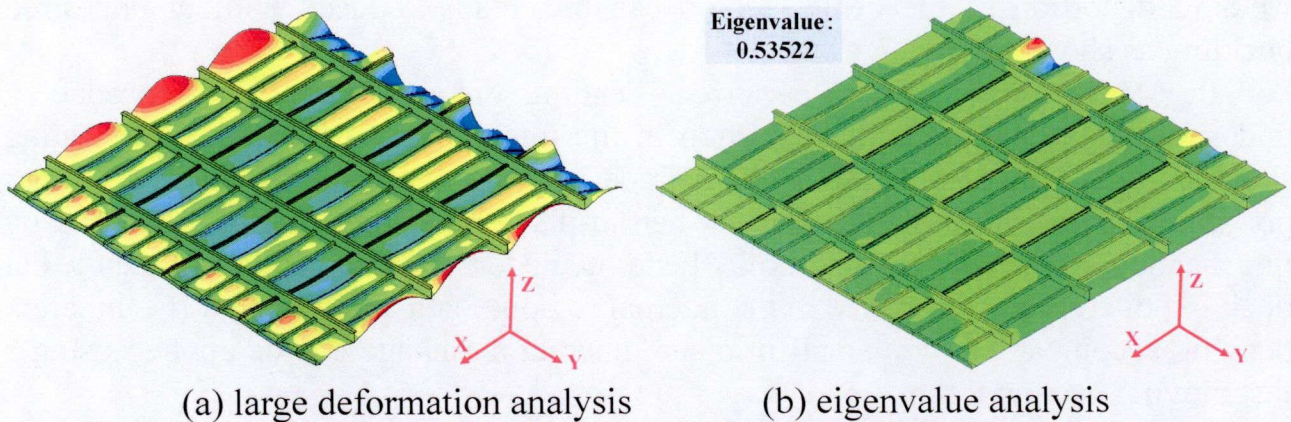 Eigenvalue:
0.53522
Z
X
Y
Z
X
Y
(a) large deformation analysis
(b) eigenvalue analysis